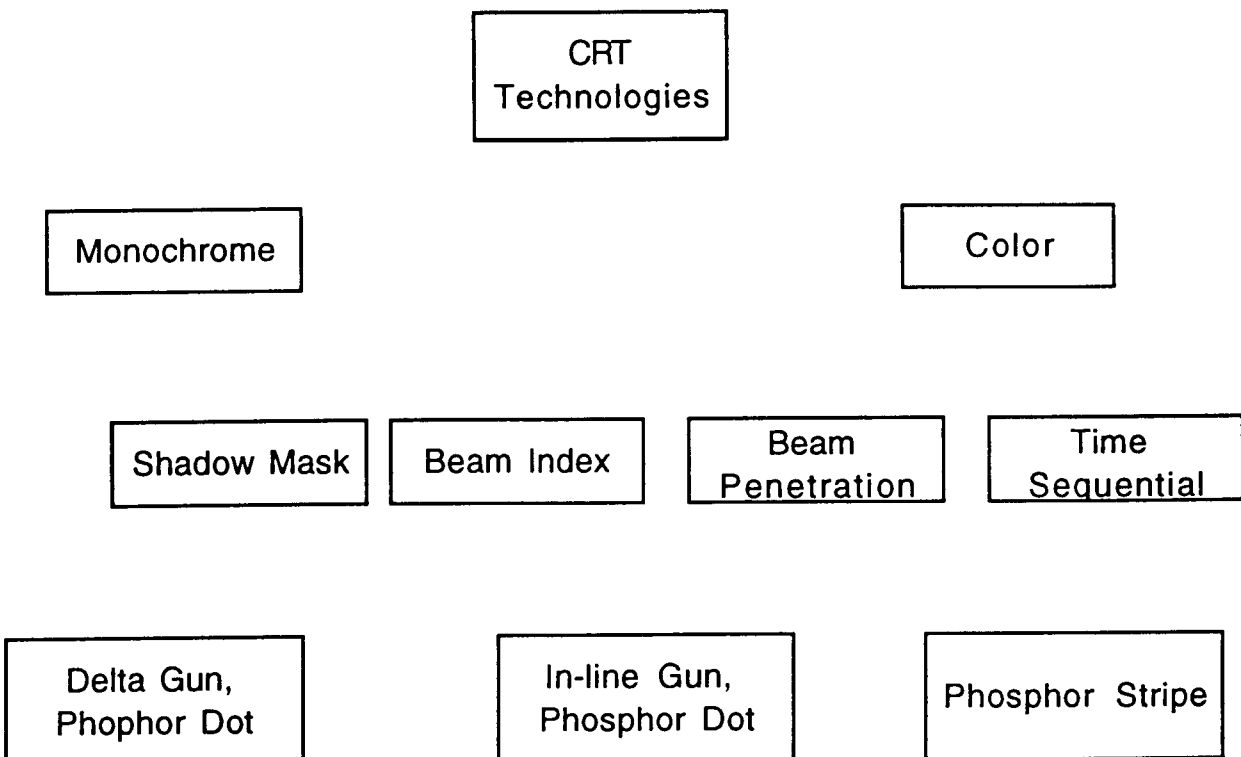 CRT
Technologies
Monochrome
Color
Shadow Mask
Beam Index
Beam
Penetration
Time
Sequential
Delta Gun,
Phophor Dot
In-line Gun,
Phosphor Dot
Phosphor Stripe